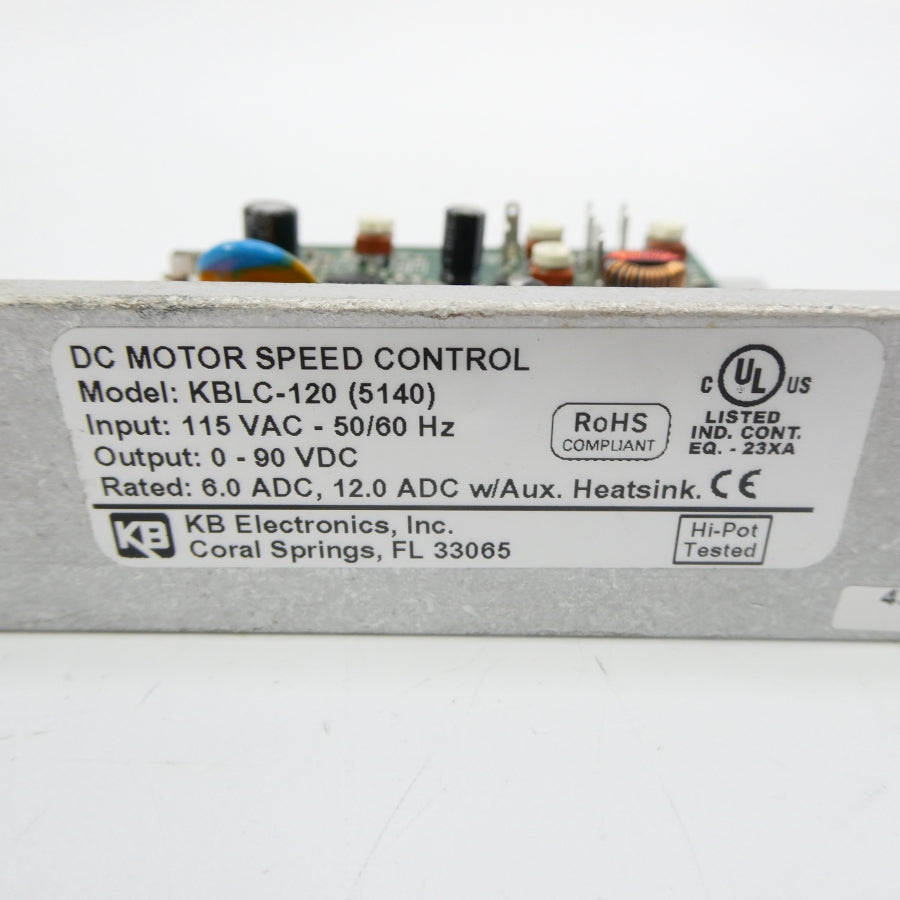 DC MOTOR SPEED CONTROL
Model: KBLC-120 (5140)
Input: 115 VAC - 50/60 Hz
Output: 0 - 90 VDC
Rated: 6.0 ADC, 12.0 ADC w/Aux. Heatsink. CE
RoHS
COMPLIANT
C UL US
LISTED
IND. CONT.
EQ. - 23XA
KB
KB Electronics, Inc.
Coral Springs, FL 33065
Hi-Pot
Tested